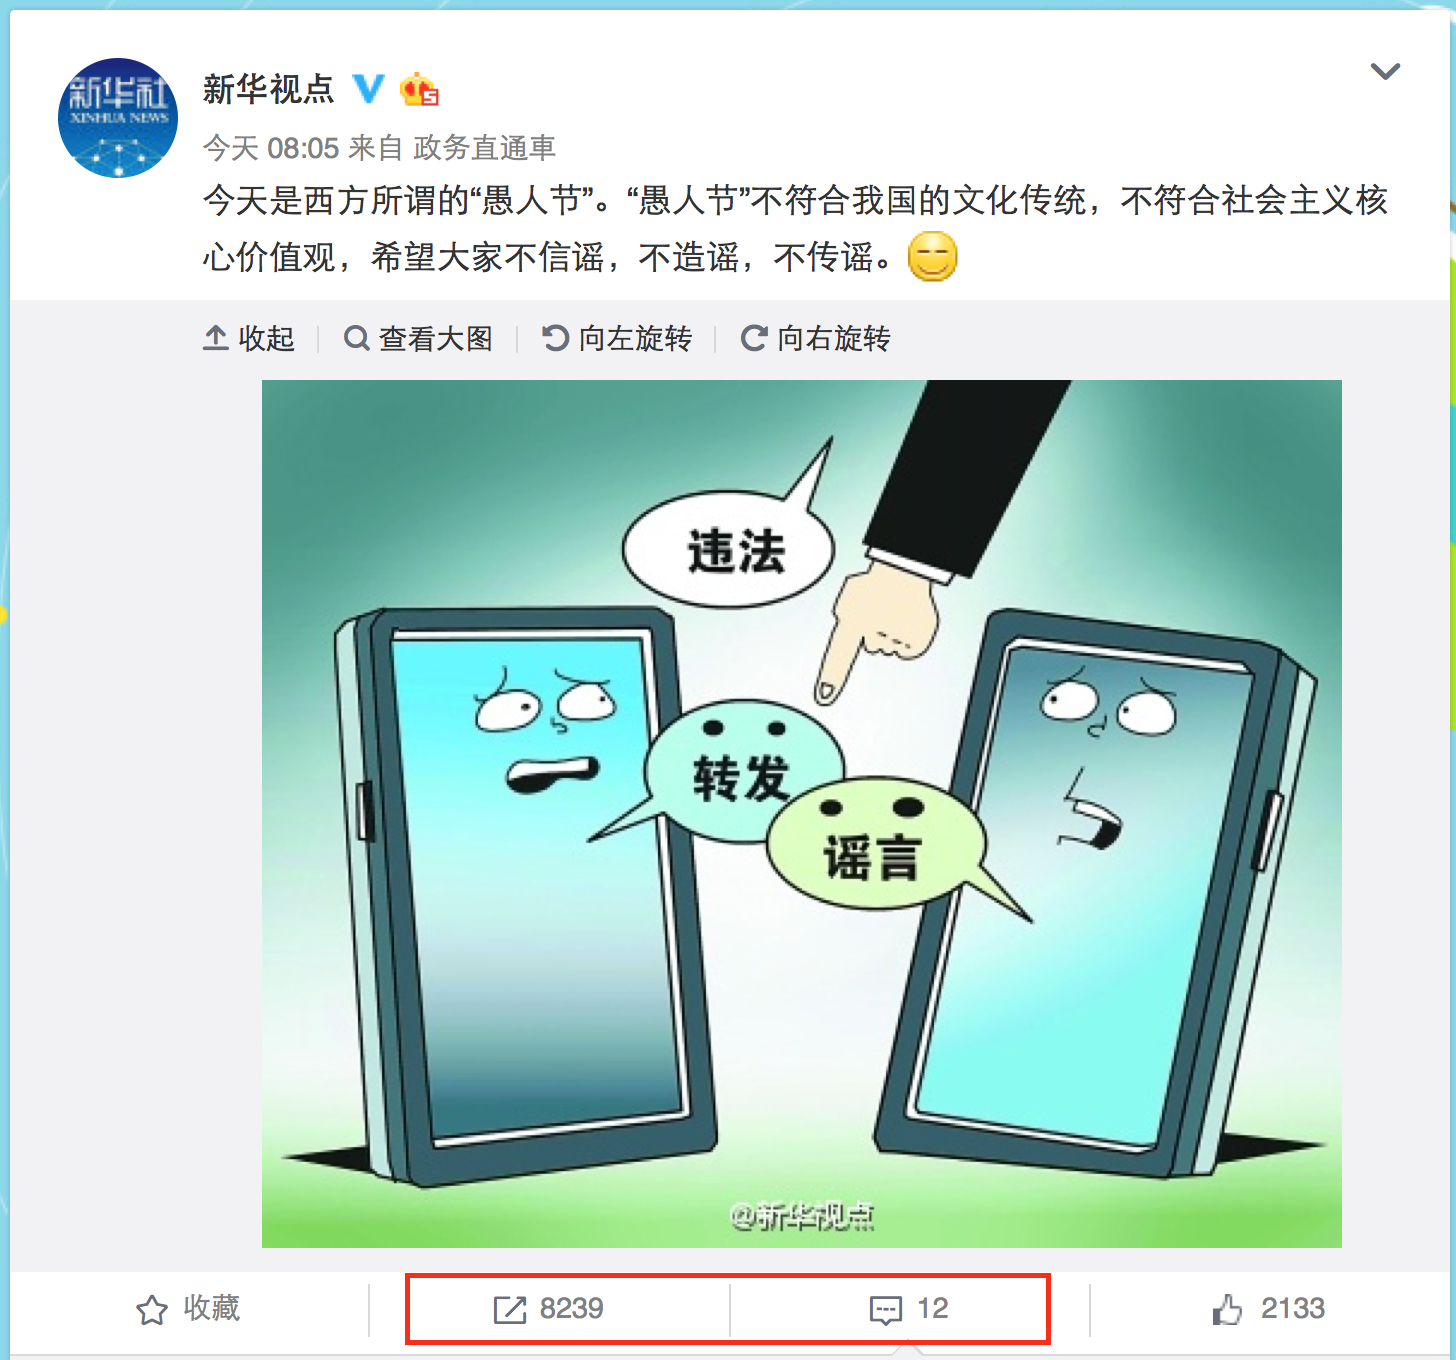 新华社
XINHUA NEWS
新华视点
今天 08:05 来自 政务直通車
今天是西方所谓的“愚人节”。“愚人节”不符合我国的文化传统，不符合社会主义核
心价值观，希望大家不信谣，不造谣，不传谣。
收起 查看大图 向左旋转 向右旋转
违法
转发
谣言
@新华视点
收藏 8239 12 2133